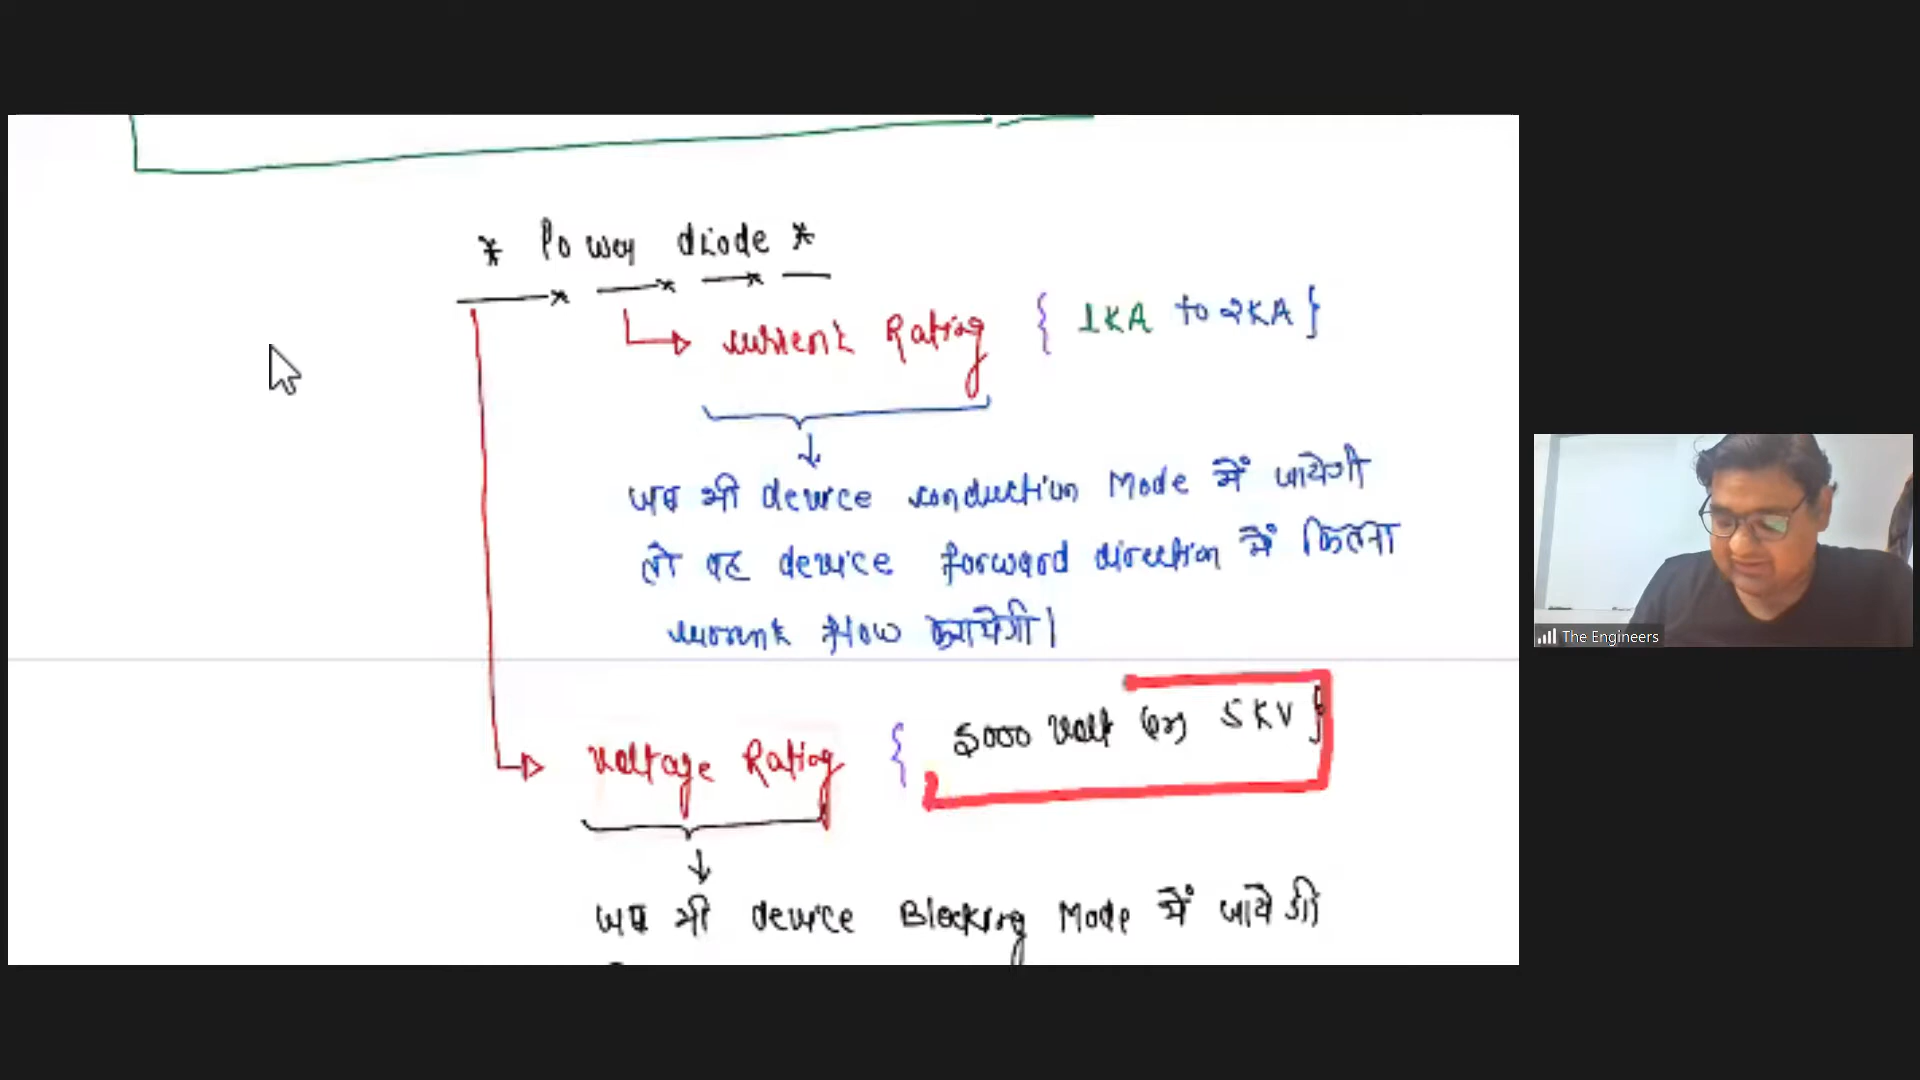 * Power diode *
current Rating { 1KA to 2KA }
जब भी device conduction Mode में जायेगी
तो वह device forward direction में कितना
current flow करायेगी।
Voltage Rating { 5000 Volt (or) 5KV }
जब भी device Blocking Mode में जायेगी
The Engineers